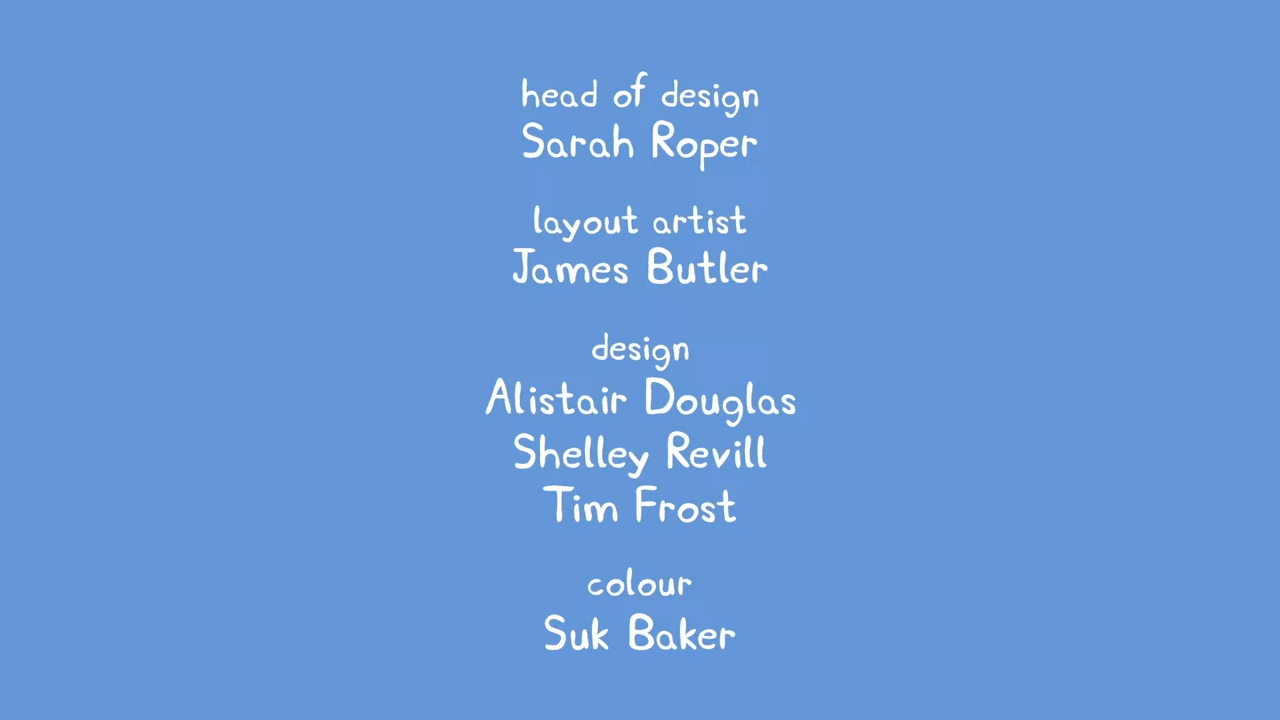 head of design
Sarah Roper
layout artist
James Butler
design
Alistair Douglas
Shelley Revill
Tim Frost
colour
Suk Baker